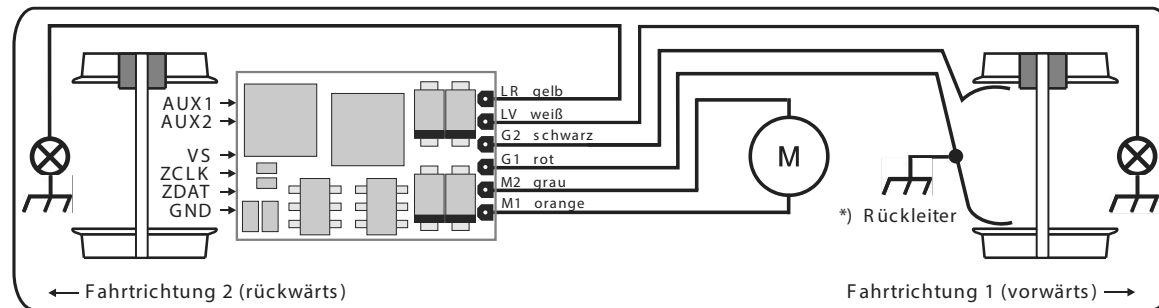 AUX1
AUX2
VS
ZCLK
ZDAT
GND
LR gelb
LV weiß
G2 schwarz
G1 rot
M2 grau
M1 orange
M
*) Rückleiter
← Fahrtrichtung 2 (rückwärts)
Fahrtrichtung 1 (vorwärts) →